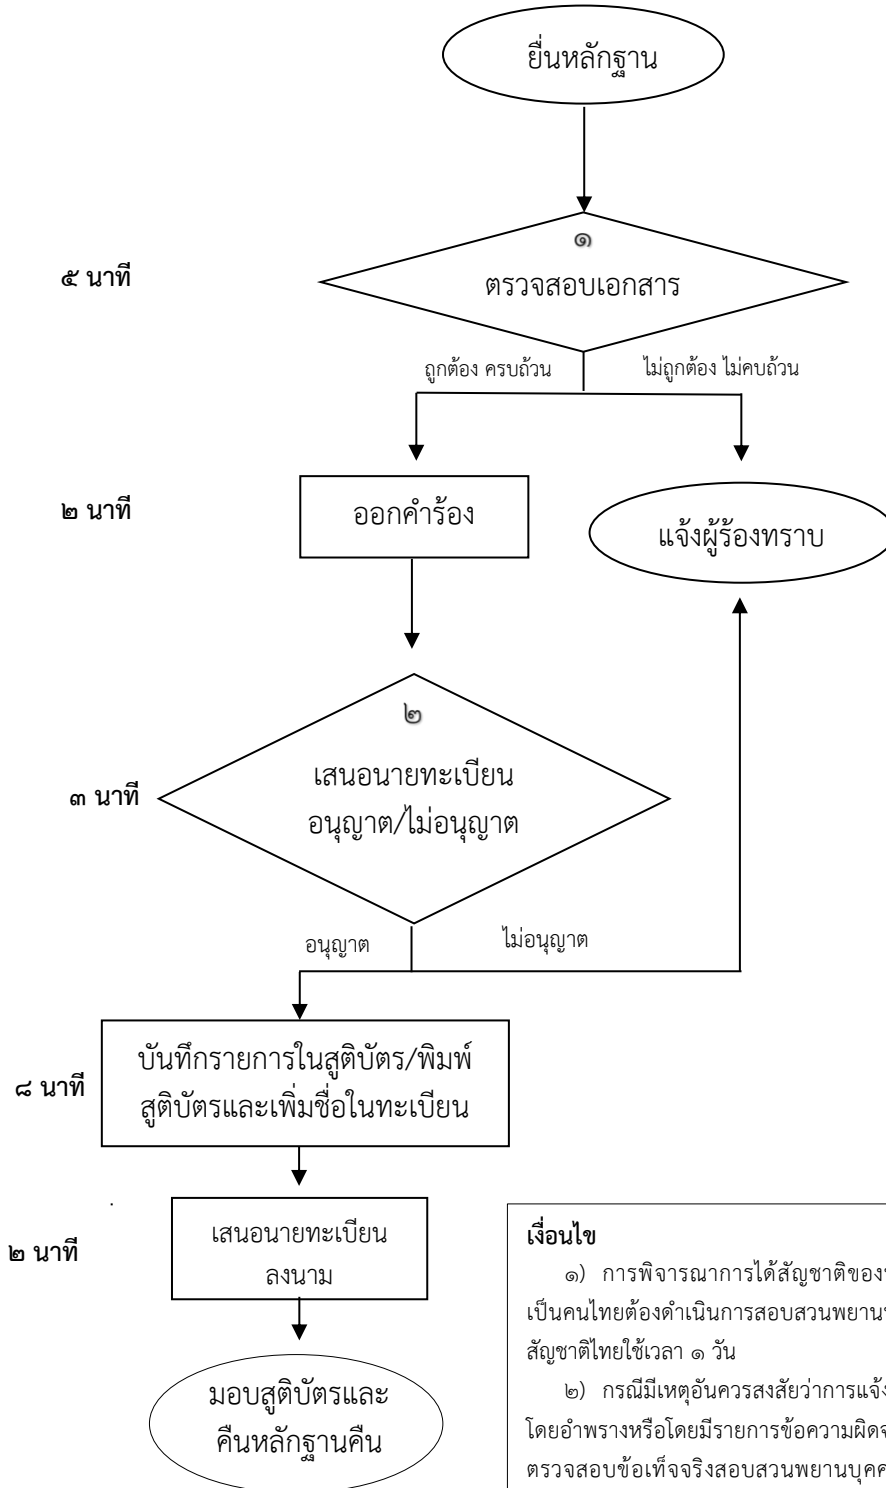 ยื่นหลักฐาน
๑
๕ นาที
ตรวจสอบเอกสาร
ถูกต้อง ครบถ้วน
ไม่ถูกต้อง ไม่คบถ้วน
๒ นาที
ออกคำร้อง
แจ้งผู้ร้องทราบ
๒
๓ นาที
เสนอนายทะเบียน
อนุญาต/ไม่อนุญาต
อนุญาต
ไม่อนุญาต
๘ นาที
บันทึกรายการในสูติบัตร/พิมพ์
สูติบัตรและเพิ่มชื่อในทะเบียน
๒ นาที
เสนอนายทะเบียน
ลงนาม
มอบสูติบัตรและ
คืนหลักฐานคืน
เงื่อนไข
๑) การพิจารณาการได้สัญชาติของ
เป็นคนไทยต้องดำเนินการสอบสวนพยาน
สัญชาติไทยใช้เวลา ๑ วัน
๒) กรณีมีเหตุอันควรสงสัยว่าการแจ้ง
โดยอำพรางหรือโดยมีรายการข้อความผิด
ตรวจสอบข้อเท็จจริงสอบสวนพยานบุคค